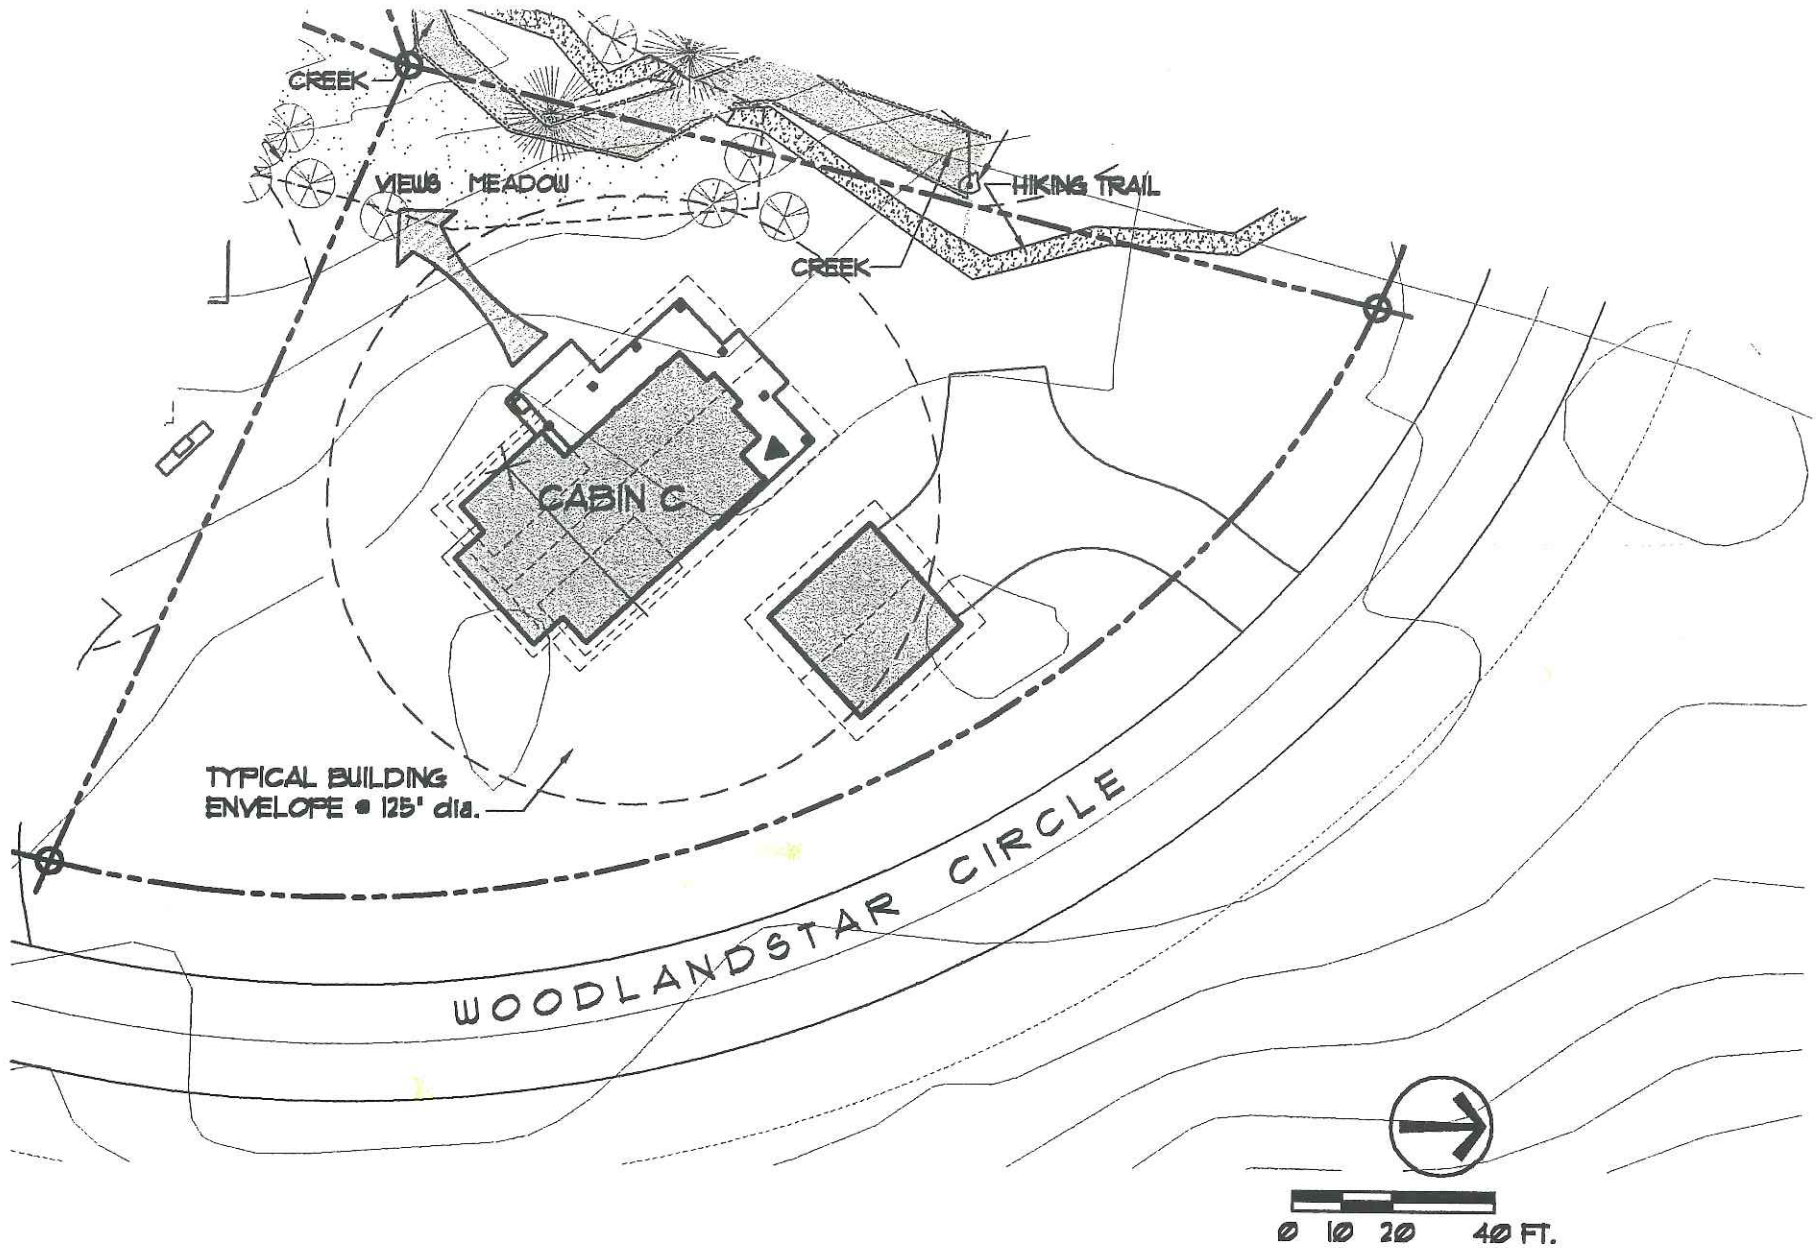 CREEK
VIEWS MEADOW
HIKING TRAIL
CREEK
CABIN C
TYPICAL BUILDING
ENVELOPE @ 125' dia.
WOODLANDSTAR CIRCLE
0 10 20 40 FT.